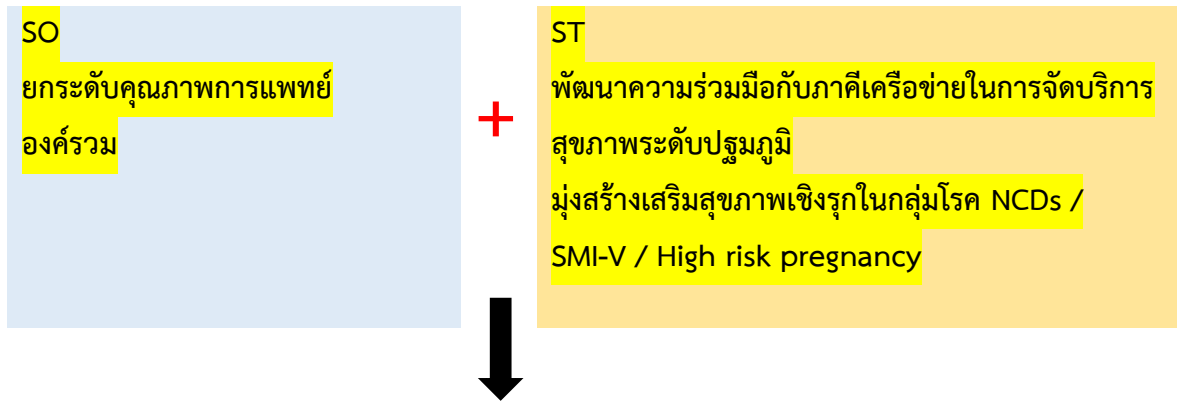 SO
ยกระดับคุณภาพการแพทย์
องค์รวม
+
ST
พัฒนาความร่วมมือกับภาคีเครือข่ายในการจัดบริการ
สุขภาพระดับปฐมภูมิ
มุ่งสร้างเสริมสุขภาพเชิงรุกในกลุ่มโรค NCDs /
SMI-V / High risk pregnancy